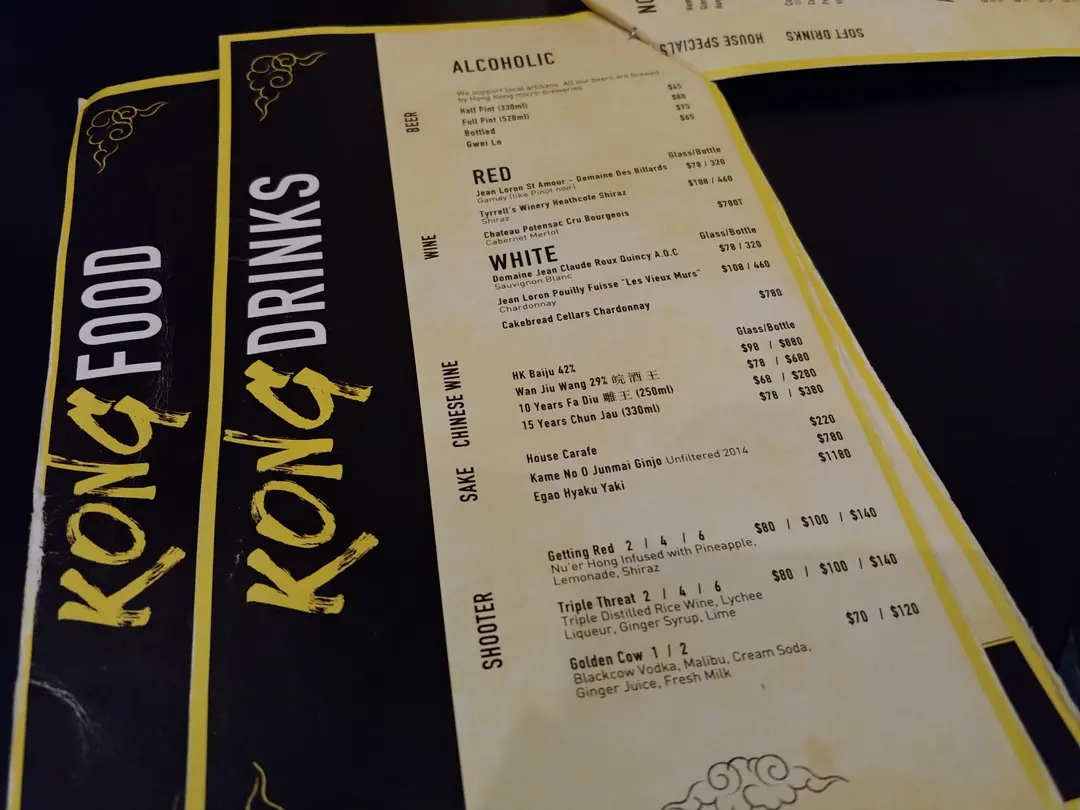 KONG FOOD
KONG DRINKS
HOUSE SPECIALS
SOFT DRINKS
ALCOHOLIC
BEER
We support local artisans. All our beers are brewed
by Hong Kong micro-breweries.
Half Pint (330ml) $65
Full Pint (520ml) $80
Bottled $75
Gwei Lo $65
WINE
Glass/Bottle
RED
Jean Loron St Amour - Demaine Des Billards $78 / 320
Gamay (like Pinot noir)
Tyrrell's Winery Heathcote Shiraz $108 / 460
Shiraz
Chateau Potensac Cru Bourgeois $780T
Cabernet Merlot
Glass/Bottle
WHITE
Domaine Jean Claude Roux Quincy A.O.C $78 / 320
Sauvignon Blanc
Jean Loron Pouilly Fuisse "Les Vieux Murs" $108 / 460
Chardonnay
Cakebread Cellars Chardonnay $780
CHINESE WINE
Glass/Bottle
HK Baiju 42% $98 / $880
Wan Jiu Wang 29% 皖酒王 $78 / $680
10 Years Fa Diu 雕王 (250ml) $68 / $280
15 Years Chun Jau (330ml) $78 / $380
SAKE
House Carafe $220
Kame No O Junmai Ginjo Unfiltered 2014 $780
Egao Hyaku Yaki $1180
SHOOTER
Getting Red 2 / 4 / 6 $80 / $100 / $140
Nu'er Hong Infused with Pineapple,
Lemonade, Shiraz
Triple Threat 2 / 4 / 6 $80 / $100 / $140
Triple Distilled Rice Wine, Lychee
Liqueur, Ginger Syrup, Lime
Golden Cow 1 / 2 $70 / $120
Blackcow Vodka, Malibu, Cream Soda,
Ginger Juice, Fresh Milk